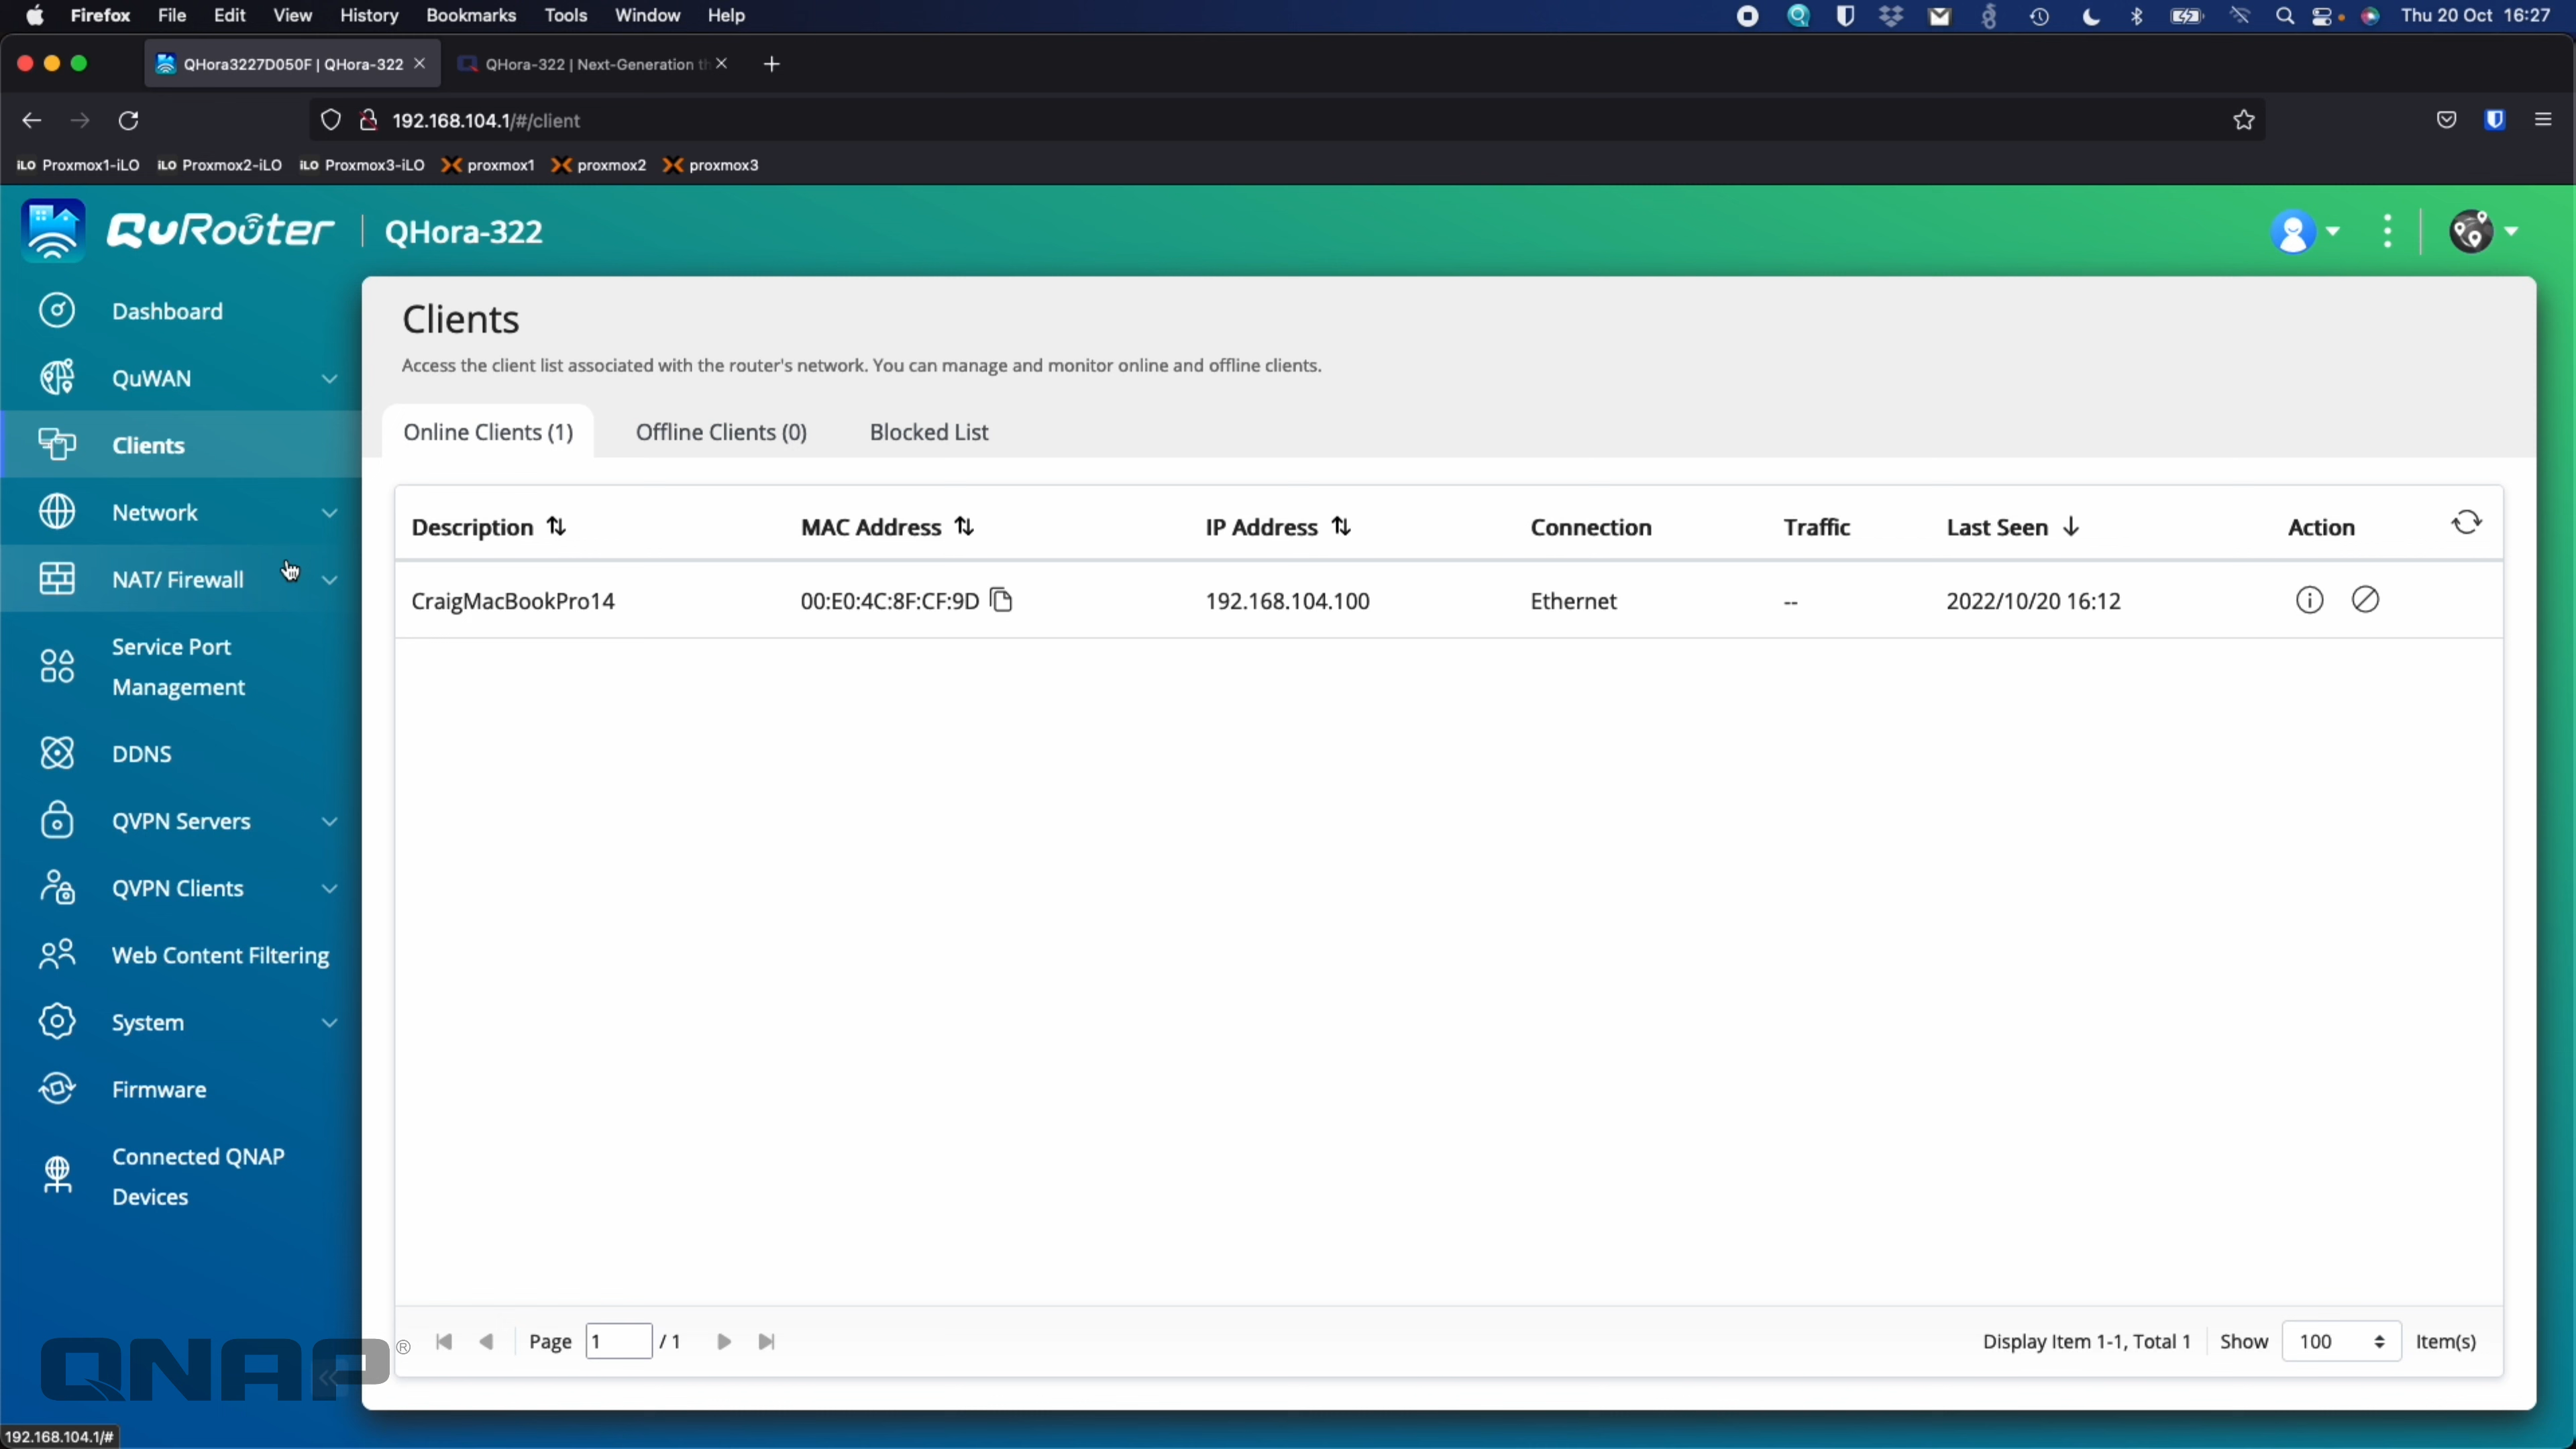 Firefox File Edit View History Bookmarks Tools Window Help Thu 20 Oct 16:27
QHora3227D050F | QHora-322 QHora-322 | Next-Generation th
192.168.104.1/#/client
iLO Proxmox1-iLO iLO Proxmox2-iLO iLO Proxmox3-iLO proxmox1 proxmox2 proxmox3
QuRouter | QHora-322
Dashboard
QuWAN
Clients
Network
NAT/ Firewall
Service Port
Management
DDNS
QVPN Servers
QVPN Clients
Web Content Filtering
System
Firmware
Connected QNAP
Devices
Clients
Access the client list associated with the router's network. You can manage and monitor online and offline clients.
Online Clients (1) Offline Clients (0) Blocked List
Description MAC Address IP Address Connection Traffic Last Seen Action
CraigMacBookPro14 00:E0:4C:8F:CF:9D 192.168.104.100 Ethernet -- 2022/10/20 16:12
Page 1 / 1 Display Item 1-1, Total 1 Show 100 Item(s)
QNAP®
192.168.104.1/#